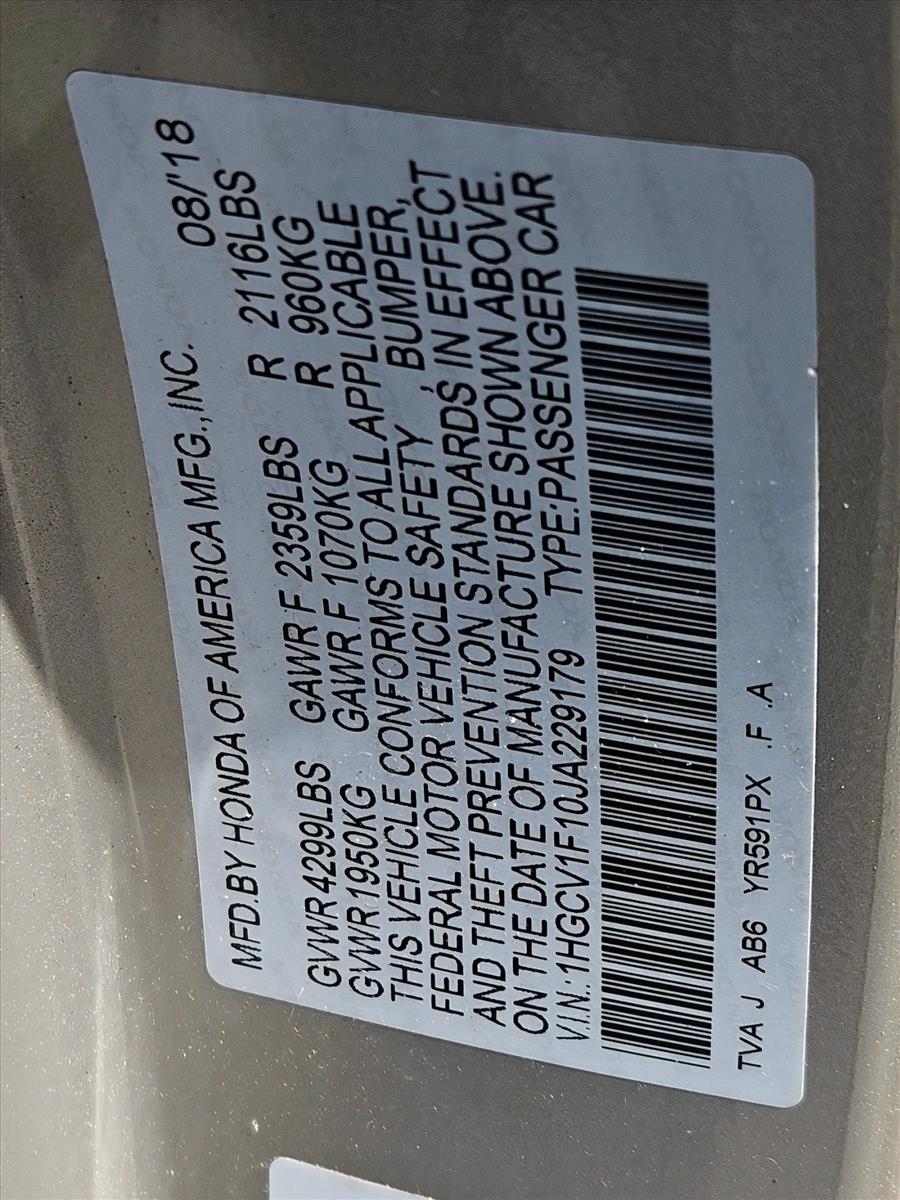 MFD.BY HONDA OF AMERICA MFG.,INC. 08/'18
GVWR 4299LBS GAWR F 2359LBS R 2116LBS
GVWR 1950KG GAWR F 1070KG R 960KG
THIS VEHICLE CONFORMS TO ALL APPLICABLE
FEDERAL MOTOR VEHICLE SAFETY, BUMPER,
AND THEFT PREVENTION STANDARDS IN EFFECT
ON THE DATE OF MANUFACTURE SHOWN ABOVE.
V.I.N.:1HGCV1F10JA229179 TYPE:PASSENGER CAR
TVA J AB6 YR591PX .F .A